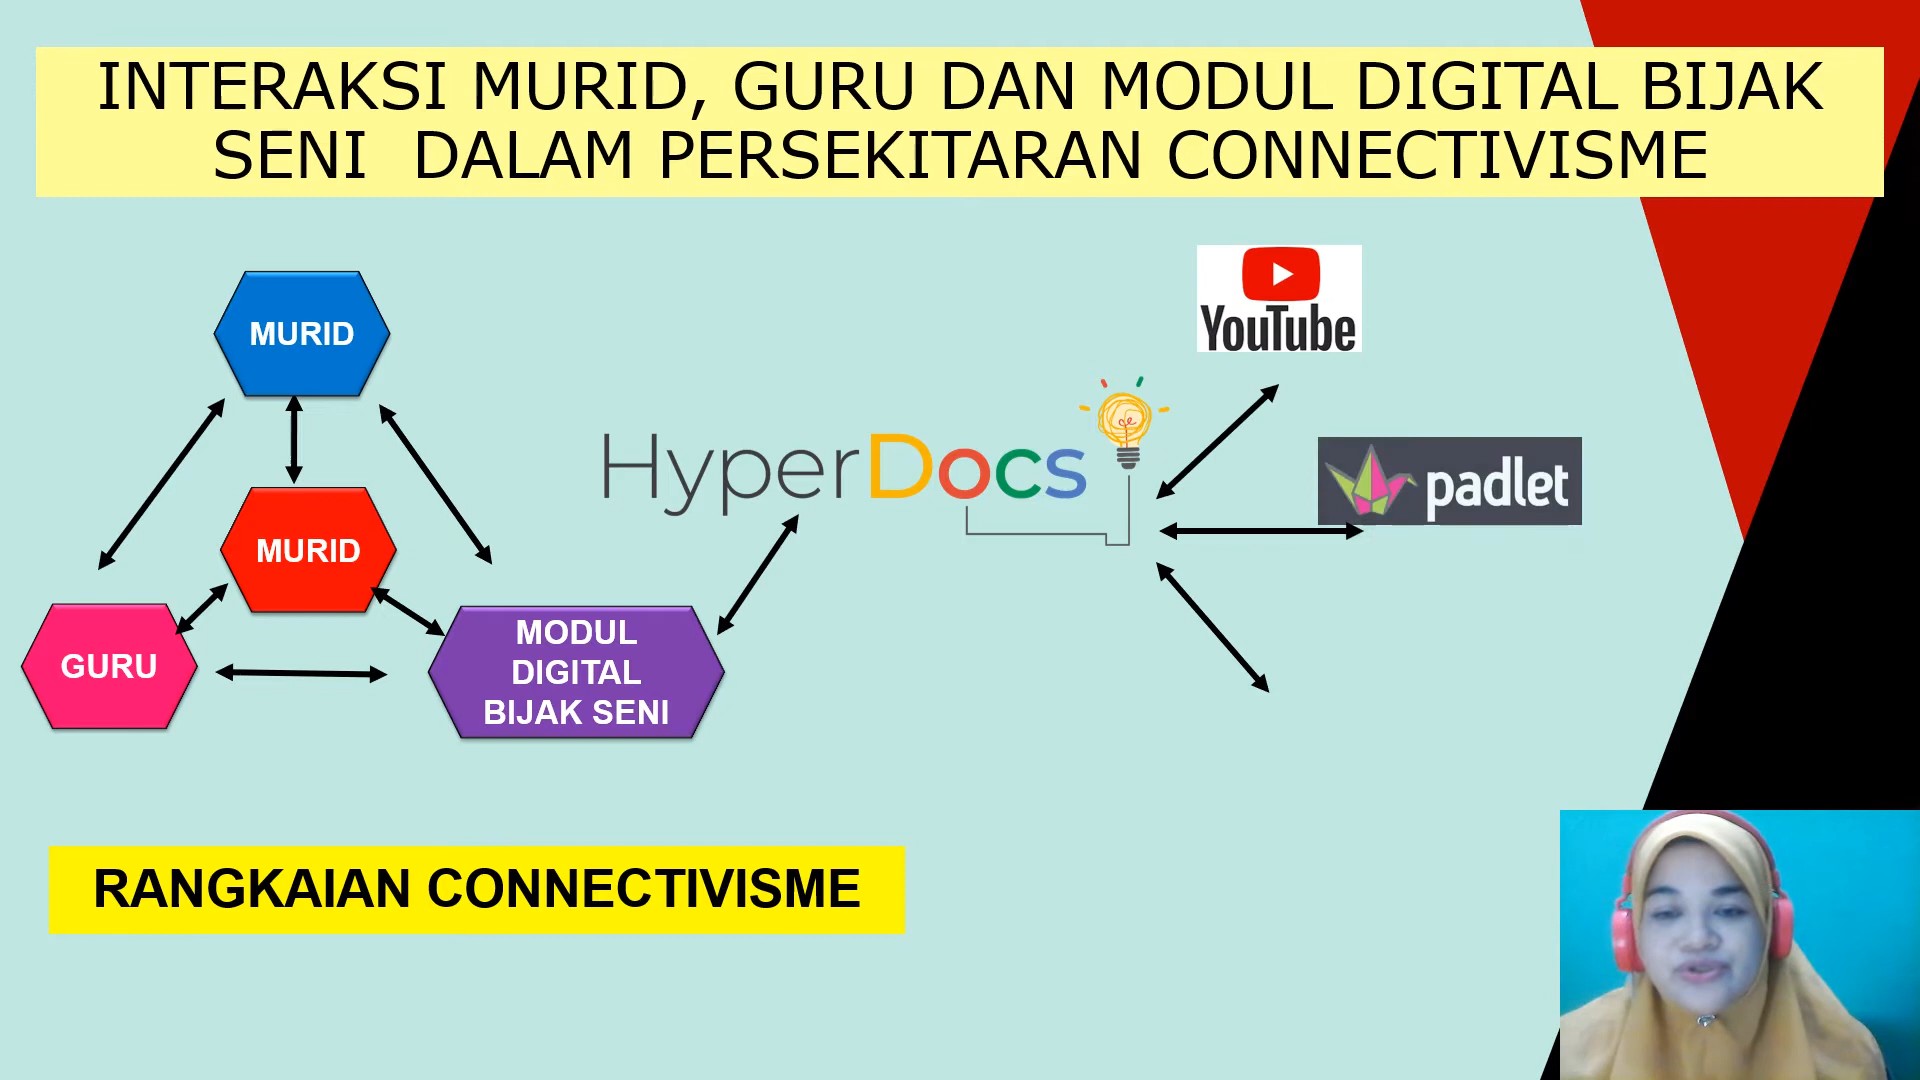 INTERAKSI MURID, GURU DAN MODUL DIGITAL BIJAK
SENI DALAM PERSEKITARAN CONNECTIVISME
MURID
MURID
GURU
MODUL
DIGITAL
BIJAK SENI
HyperDocs
YouTube
padlet
RANGKAIAN CONNECTIVISME